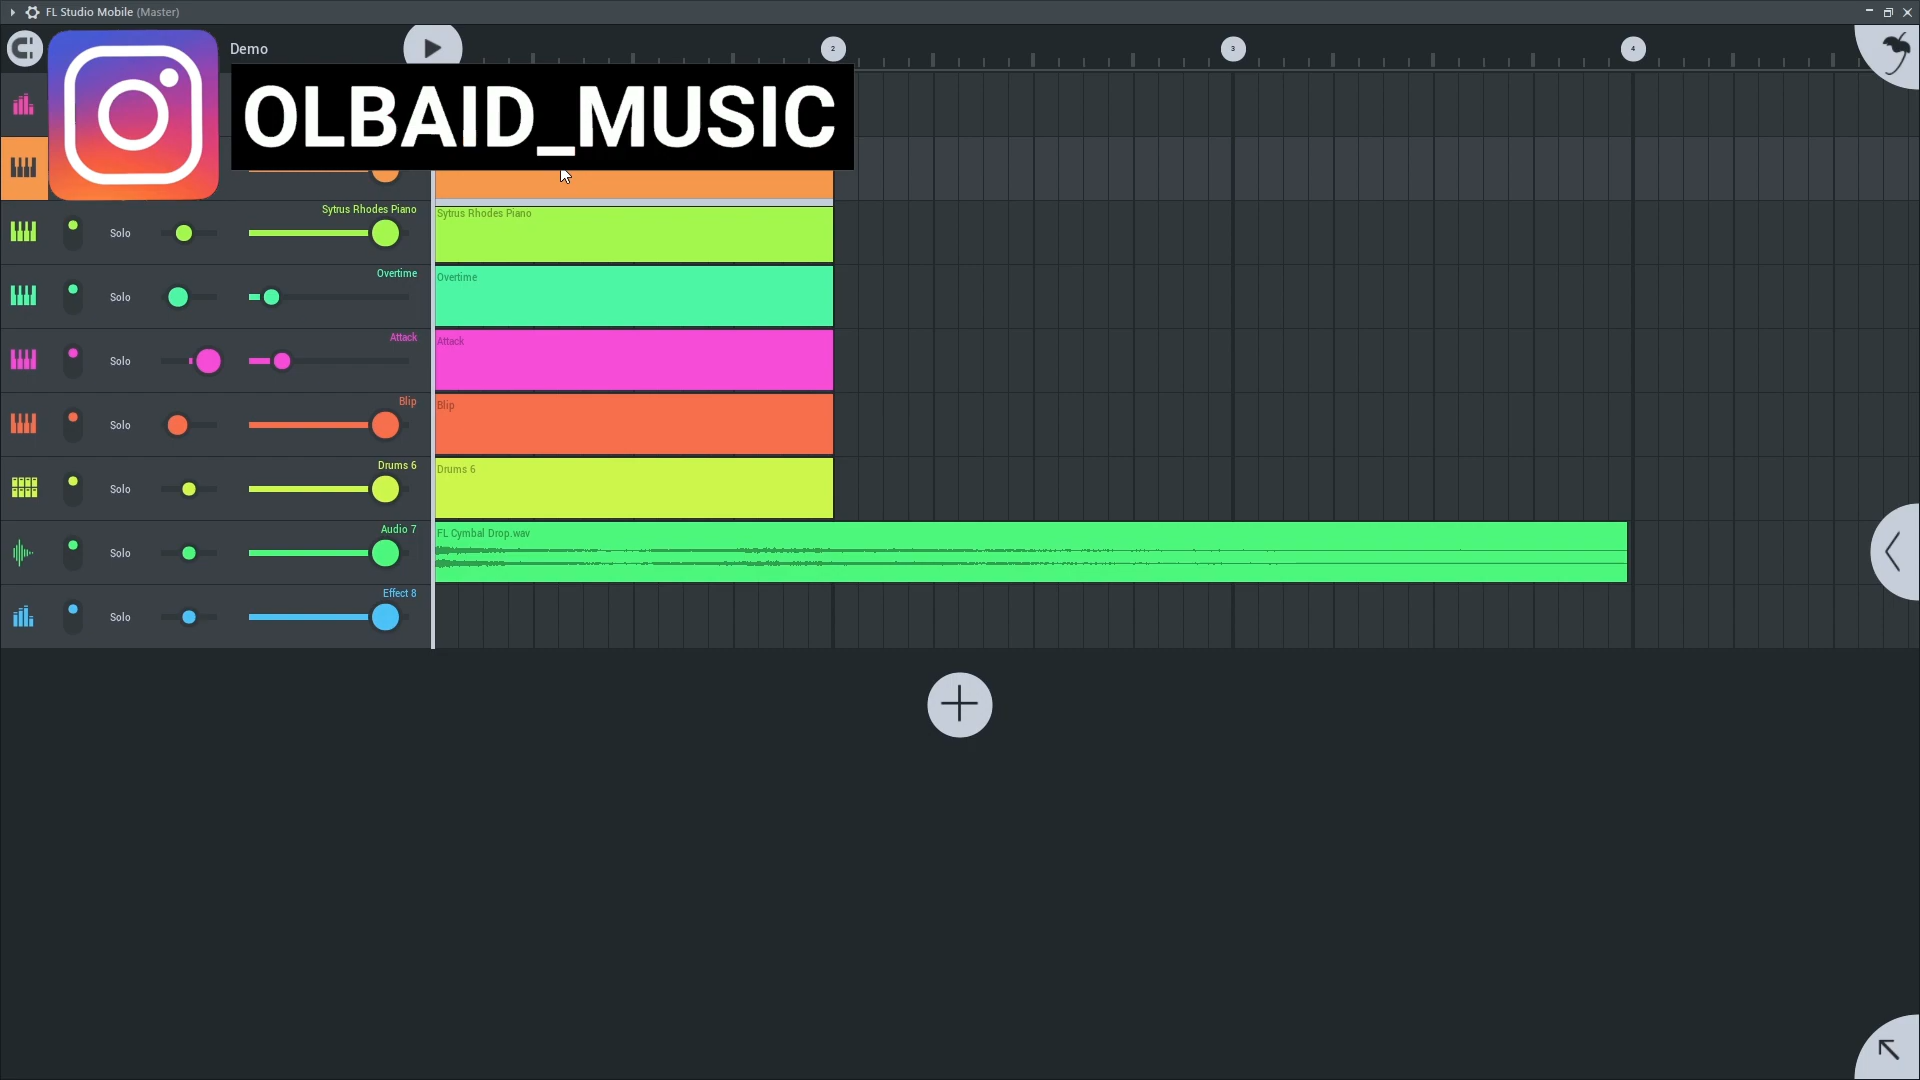 FL Studio Mobile (Master)
Demo
2
3
4
OLBAID_MUSIC
Sytrus Rhodes Piano
Solo
Sytrus Rhodes Piano
Overtime
Solo
Overtime
Attack
Solo
Attack
Blip
Solo
Blip
Drums 6
Solo
Drums 6
Audio 7
Solo
FL Cymbal Drop.wav
Effect 8
Solo